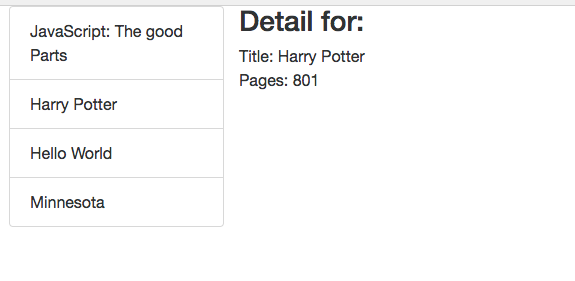 JavaScript: The good
Parts
Harry Potter
Hello World
Minnesota
Detail for:
Title: Harry Potter
Pages: 801